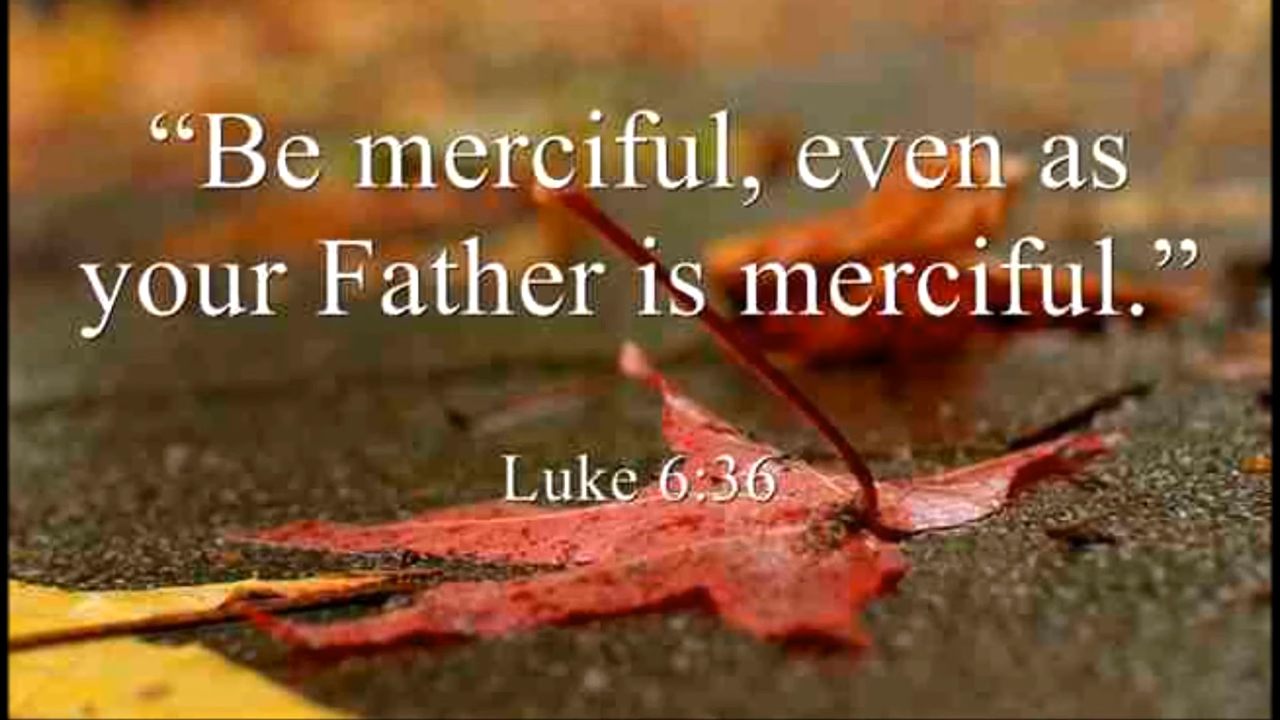 “Be merciful, even as
your Father is merciful.”
Luke 6:36